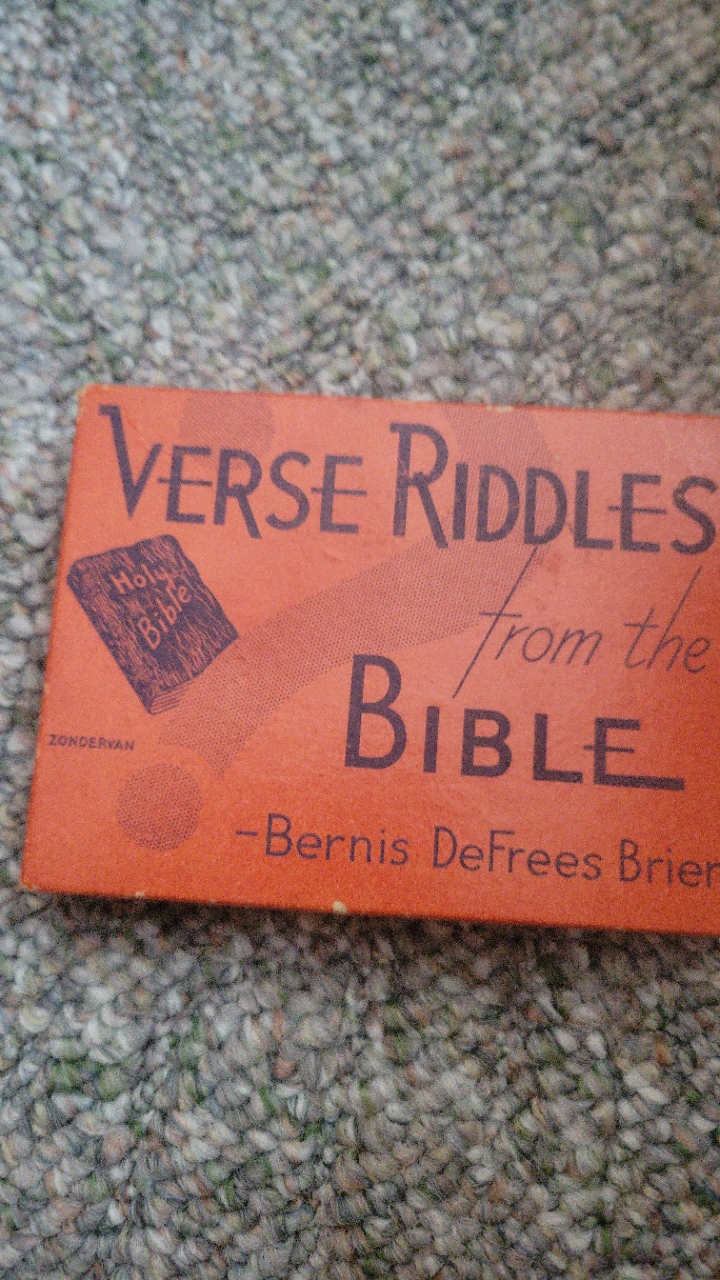 VERSE RIDDLES
Holy
Bible
from the
BIBLE
ZONDERVAN
-Bernis DeFrees Brien